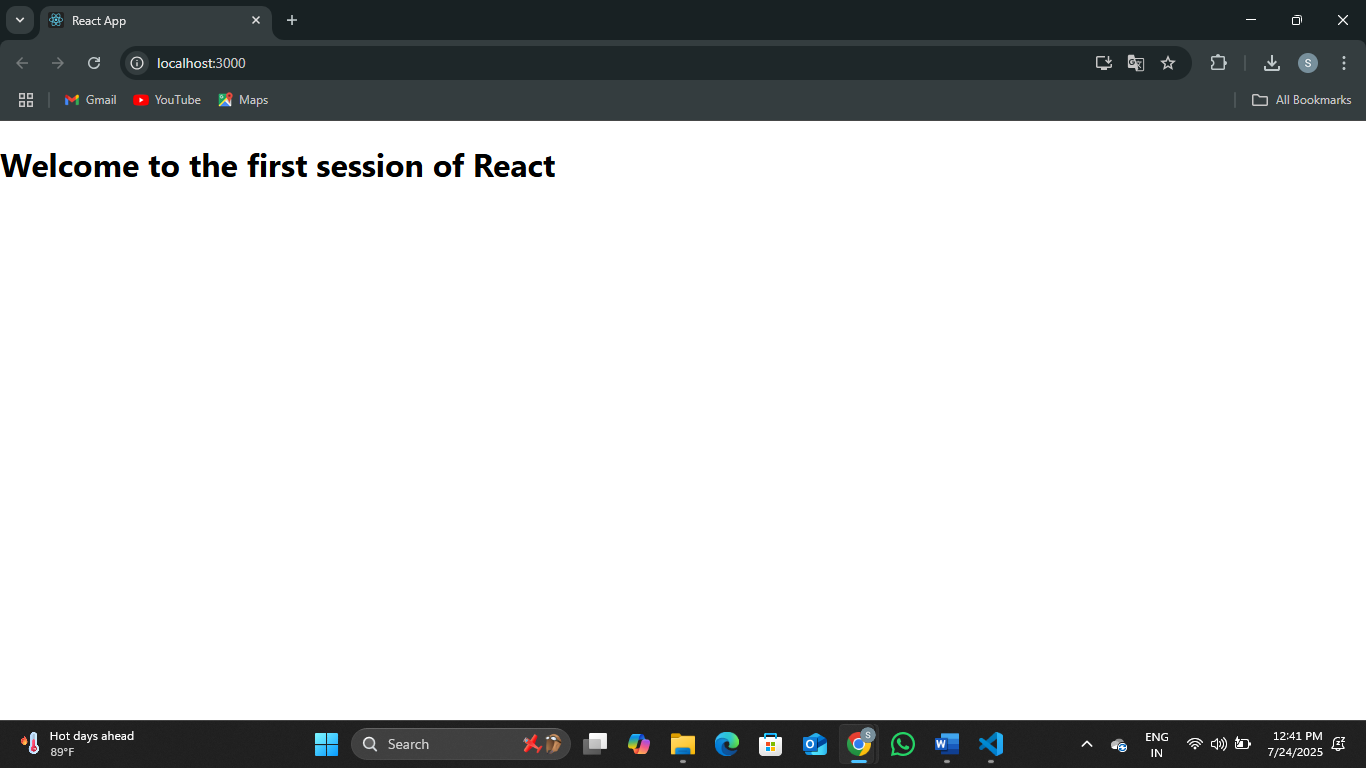 React App
localhost:3000
S
Gmail
YouTube
Maps
All Bookmarks
Welcome to the first session of React
Hot days ahead
89°F
Search
S
ENG
IN
12:41 PM
7/24/2025